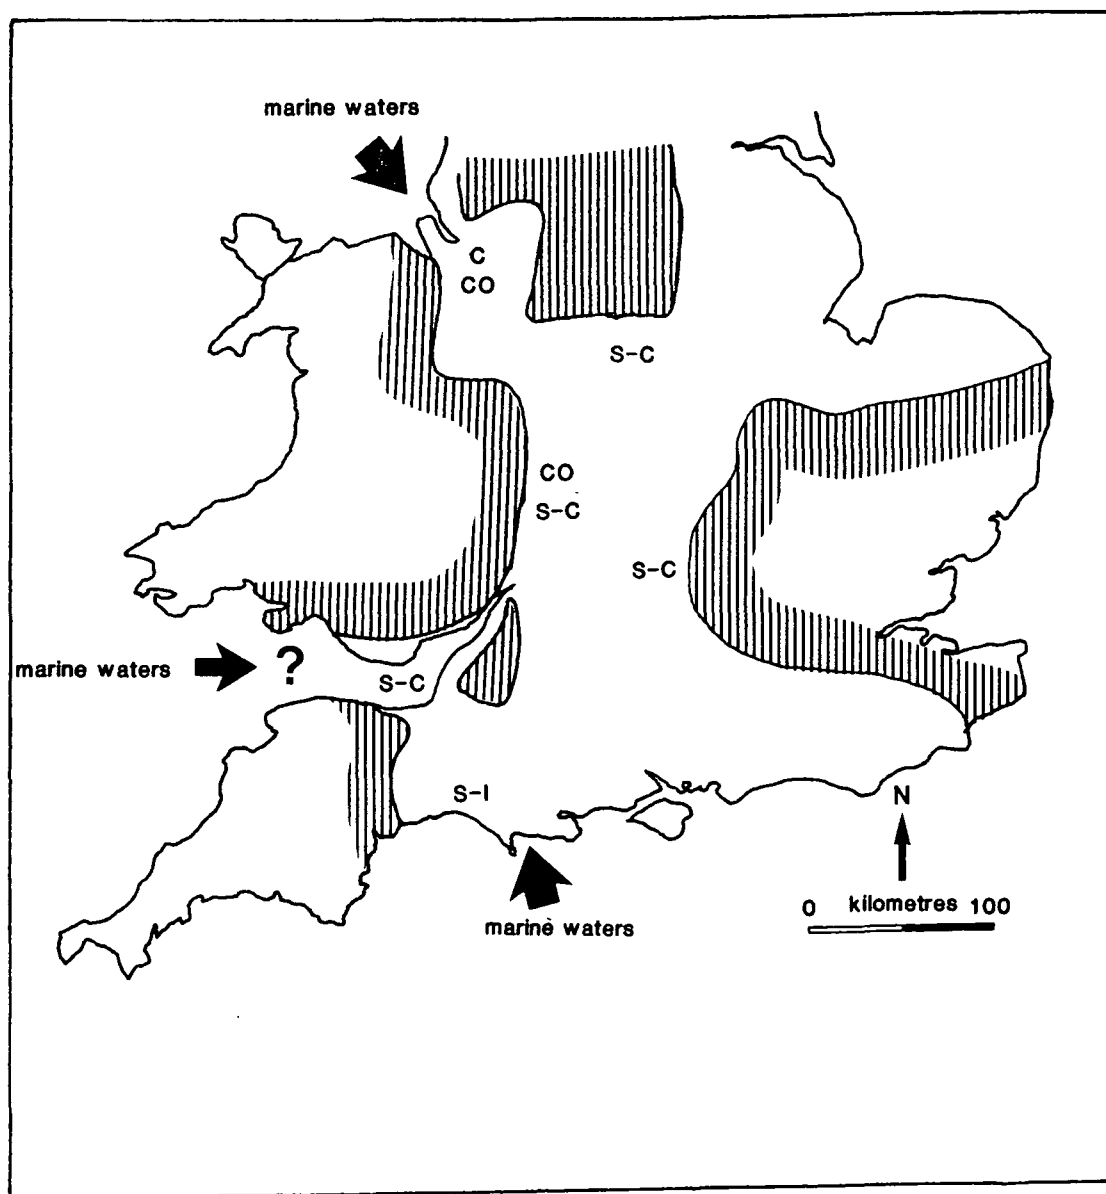 marine waters
C
CO
S-C
CO
S-C
S-C
marine waters
?
S-C
S-I
N
0 kilometres 100
marine waters